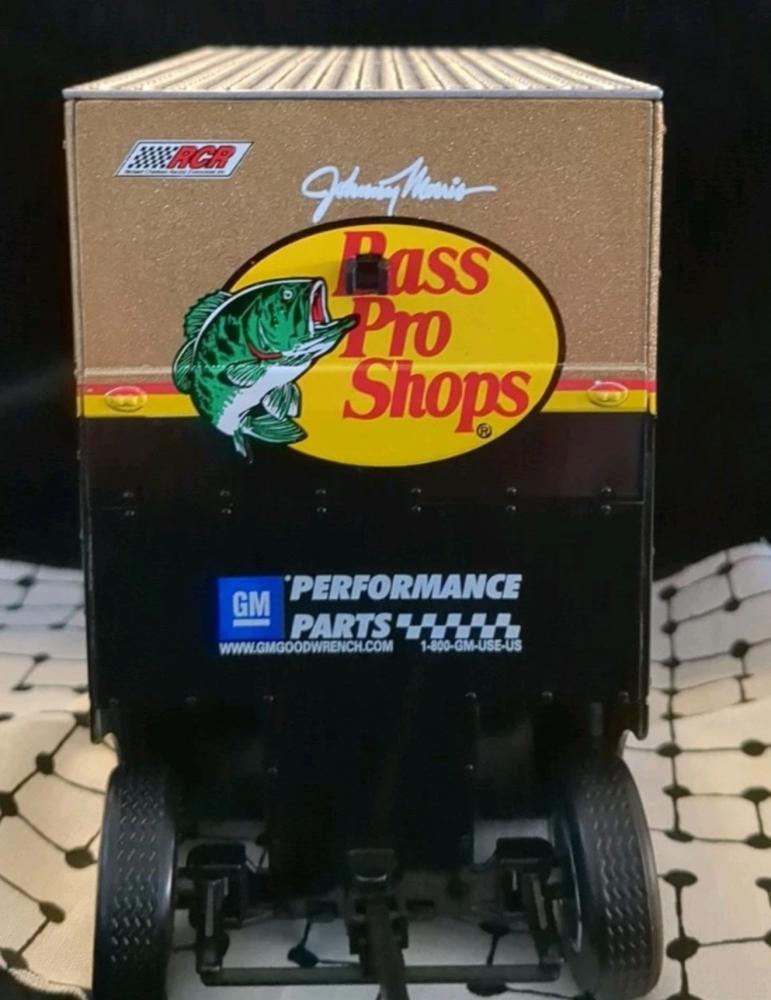 RCR
Johnny Morris
Bass
Pro
Shops
®
GM PERFORMANCE
PARTS
WWW.GMGOODWRENCH.COM 1-800-GM-USE-US